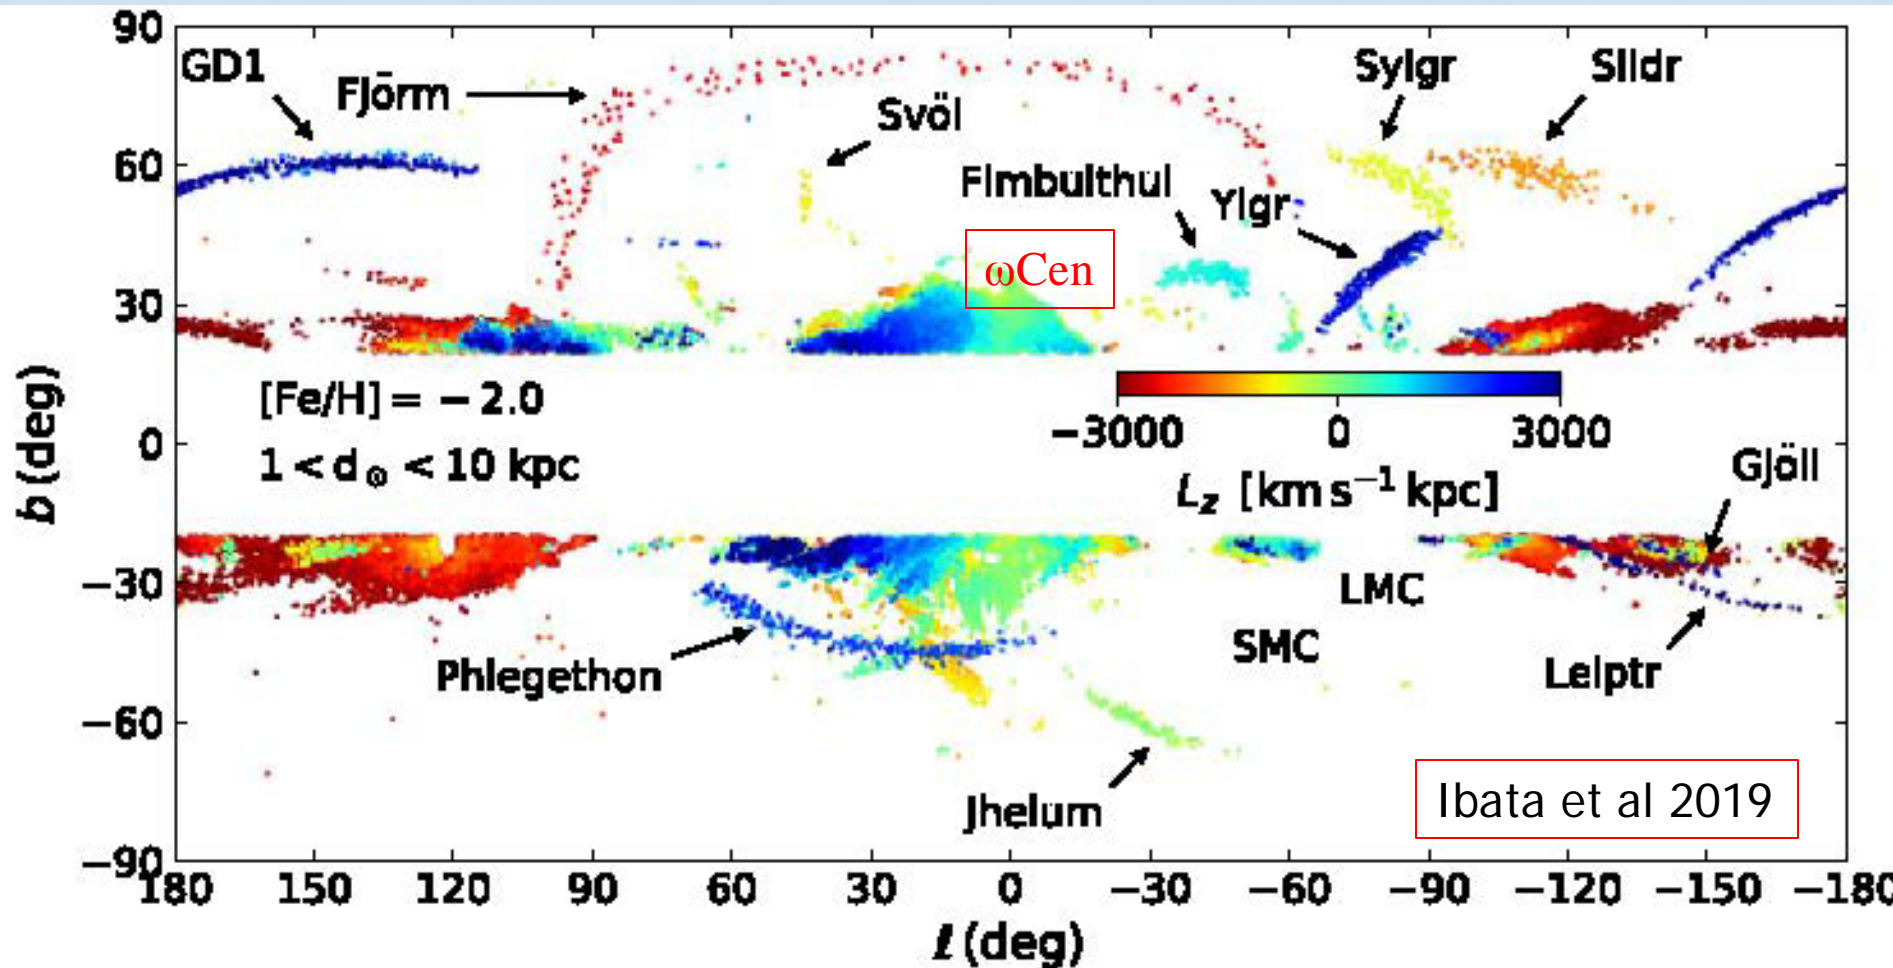 90
60
30
0
−30
−60
−90
b (deg)
GD1
Fjörm
Svöl
Sylgr
Slidr
Fimbulthul
Ylgr
ωCen
[Fe/H] = −2.0
1 < d⊙ < 10 kpc
−3000 0 3000
L_z [km s⁻¹ kpc]
Gjöll
LMC
SMC
Leiptr
Phlegethon
Jhelum
Ibata et al 2019
180 150 120 90 60 30 0 −30 −60 −90 −120 −150 −180
ℓ (deg)